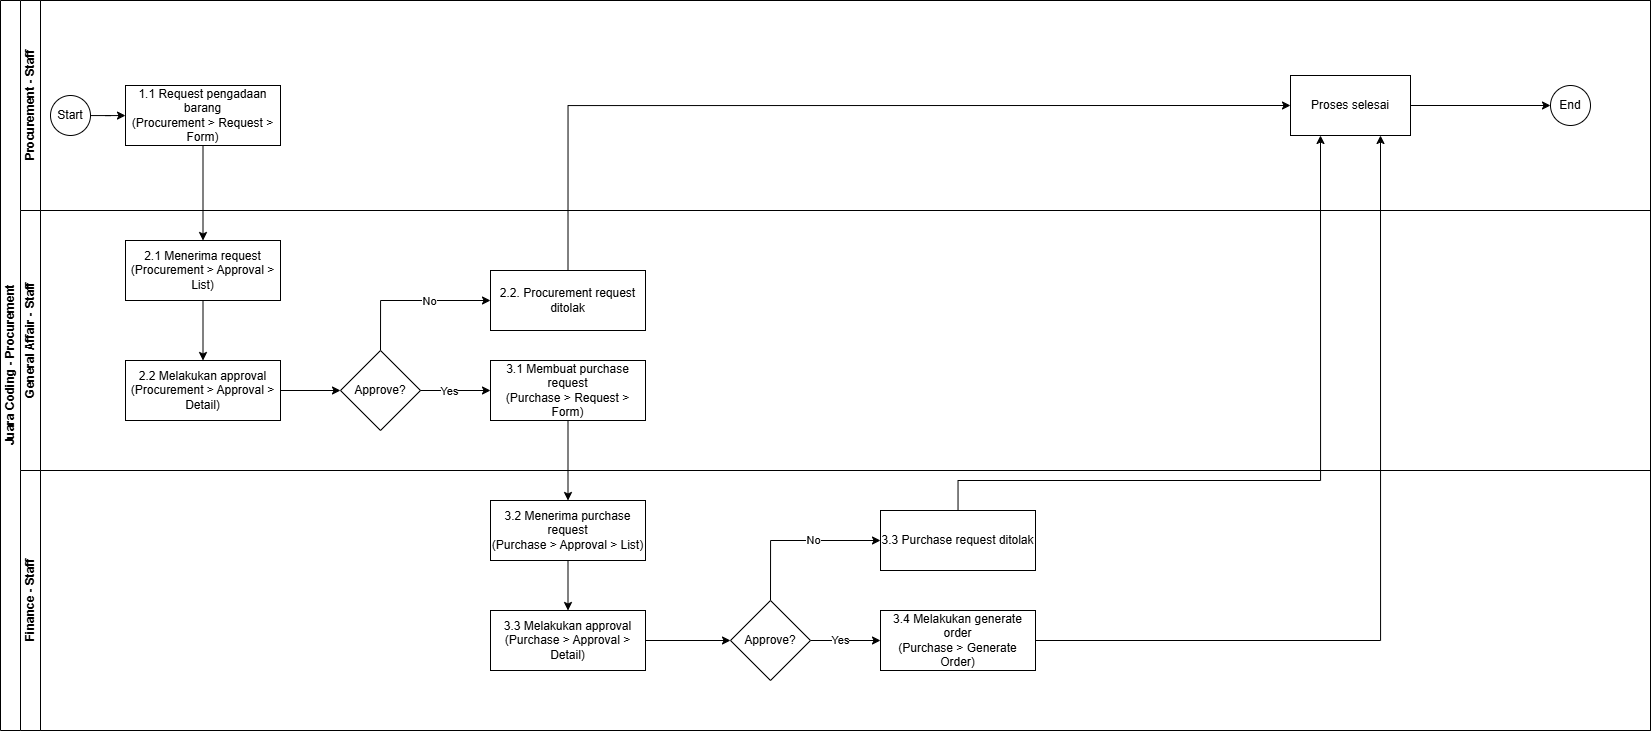 Juara Coding - Procurement
Procurement - Staff
Start
1.1 Request pengadaan
barang
(Procurement > Request >
Form)
Proses selesai
End
General Affair - Staff
2.1 Menerima request
(Procurement > Approval >
List)
2.2 Melakukan approval
(Procurement > Approval >
Detail)
Approve?
No
2.2. Procurement request
ditolak
Yes
3.1 Membuat purchase
request
(Purchase > Request >
Form)
Finance - Staff
3.2 Menerima purchase
request
(Purchase > Approval > List)
3.3 Melakukan approval
(Purchase > Approval >
Detail)
Approve?
No
3.3 Purchase request ditolak
Yes
3.4 Melakukan generate
order
(Purchase > Generate
Order)